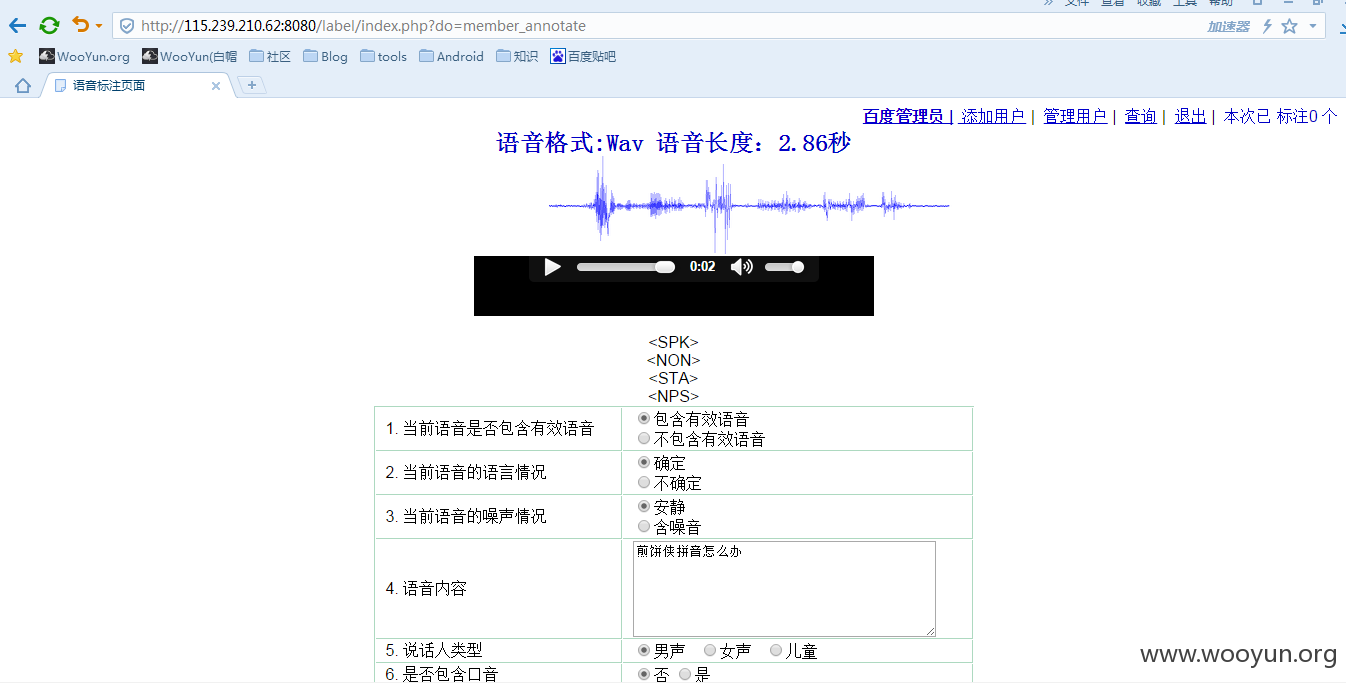 » 文件 查看 收藏 工具 帮助
http://115.239.210.62:8080/label/index.php?do=member_annotate 加速器
WooYun.org WooYun(白帽 社区 Blog tools Android 知识 百度贴吧
语音标注页面
百度管理员 | 添加用户 | 管理用户 | 查询 | 退出 | 本次已 标注0 个
语音格式:Wav 语音长度：2.86秒
0:02
<SPK>
<NON>
<STA>
<NPS>
1. 当前语音是否包含有效语音
包含有效语音
不包含有效语音
2. 当前语音的语言情况
确定
不确定
3. 当前语音的噪声情况
安静
含噪音
4. 语音内容
煎饼侠拼音怎么办
5. 说话人类型 男声 女声 儿童
6. 是否包含口音 否 是
www.wooyun.org